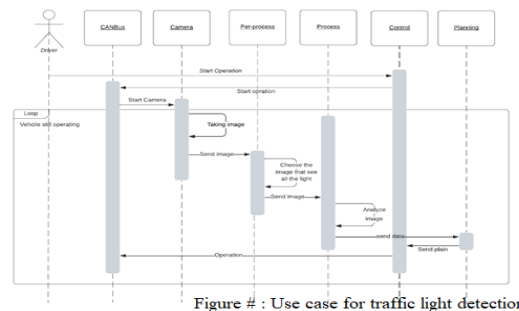 CANBus
Camera
Per-process
Process
Control
Planning
Driver
Start Operation
Start opration
Start Camera
Loop
Vehcile still operating
Taking image
Send image
Choose the
image that see
all the light
Send image
Analyze
image
send data
Send plain
Operation
Figure # : Use case for traffic light detection